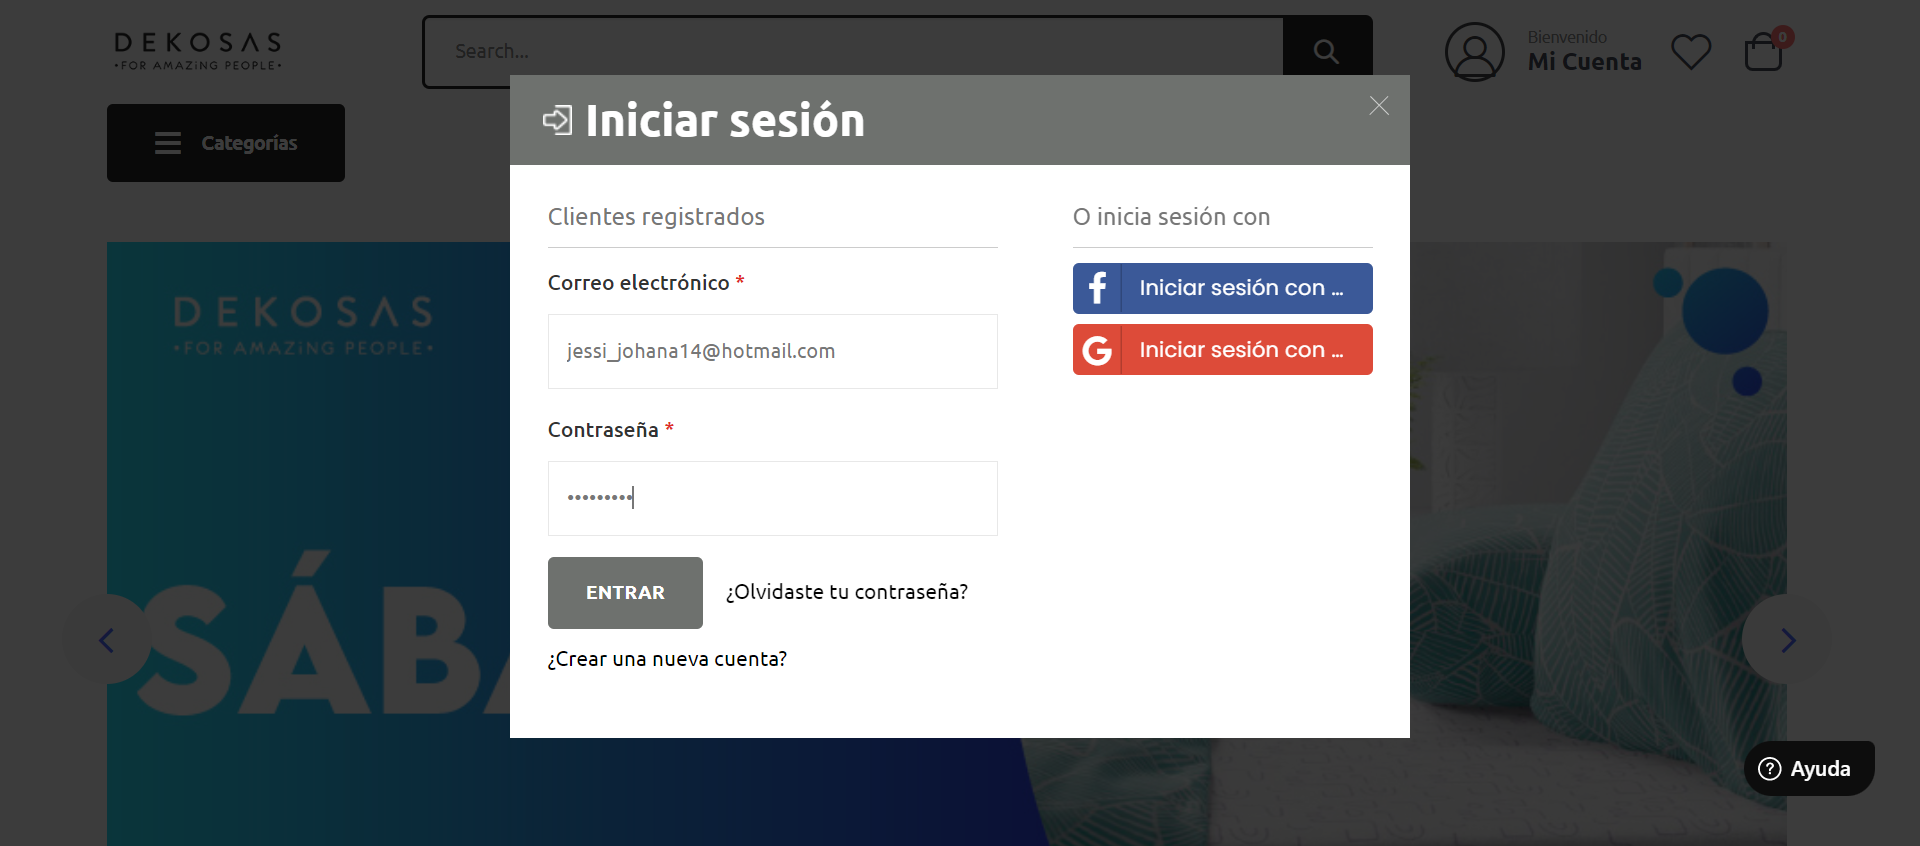 DEKOSAS
•FOR AMAZiNG PEOPLE•
Search...
Bienvenido
Mi Cuenta
0
Categorías
Iniciar sesión
Clientes registrados
O inicia sesión con
Correo electrónico *
jessi_johana14@hotmail.com
Iniciar sesión con ...
Iniciar sesión con ...
Contraseña *
•••••••••
ENTRAR
¿Olvidaste tu contraseña?
¿Crear una nueva cuenta?
DEKOSAS
•FOR AMAZiNG PEOPLE•
SÁB
Ayuda